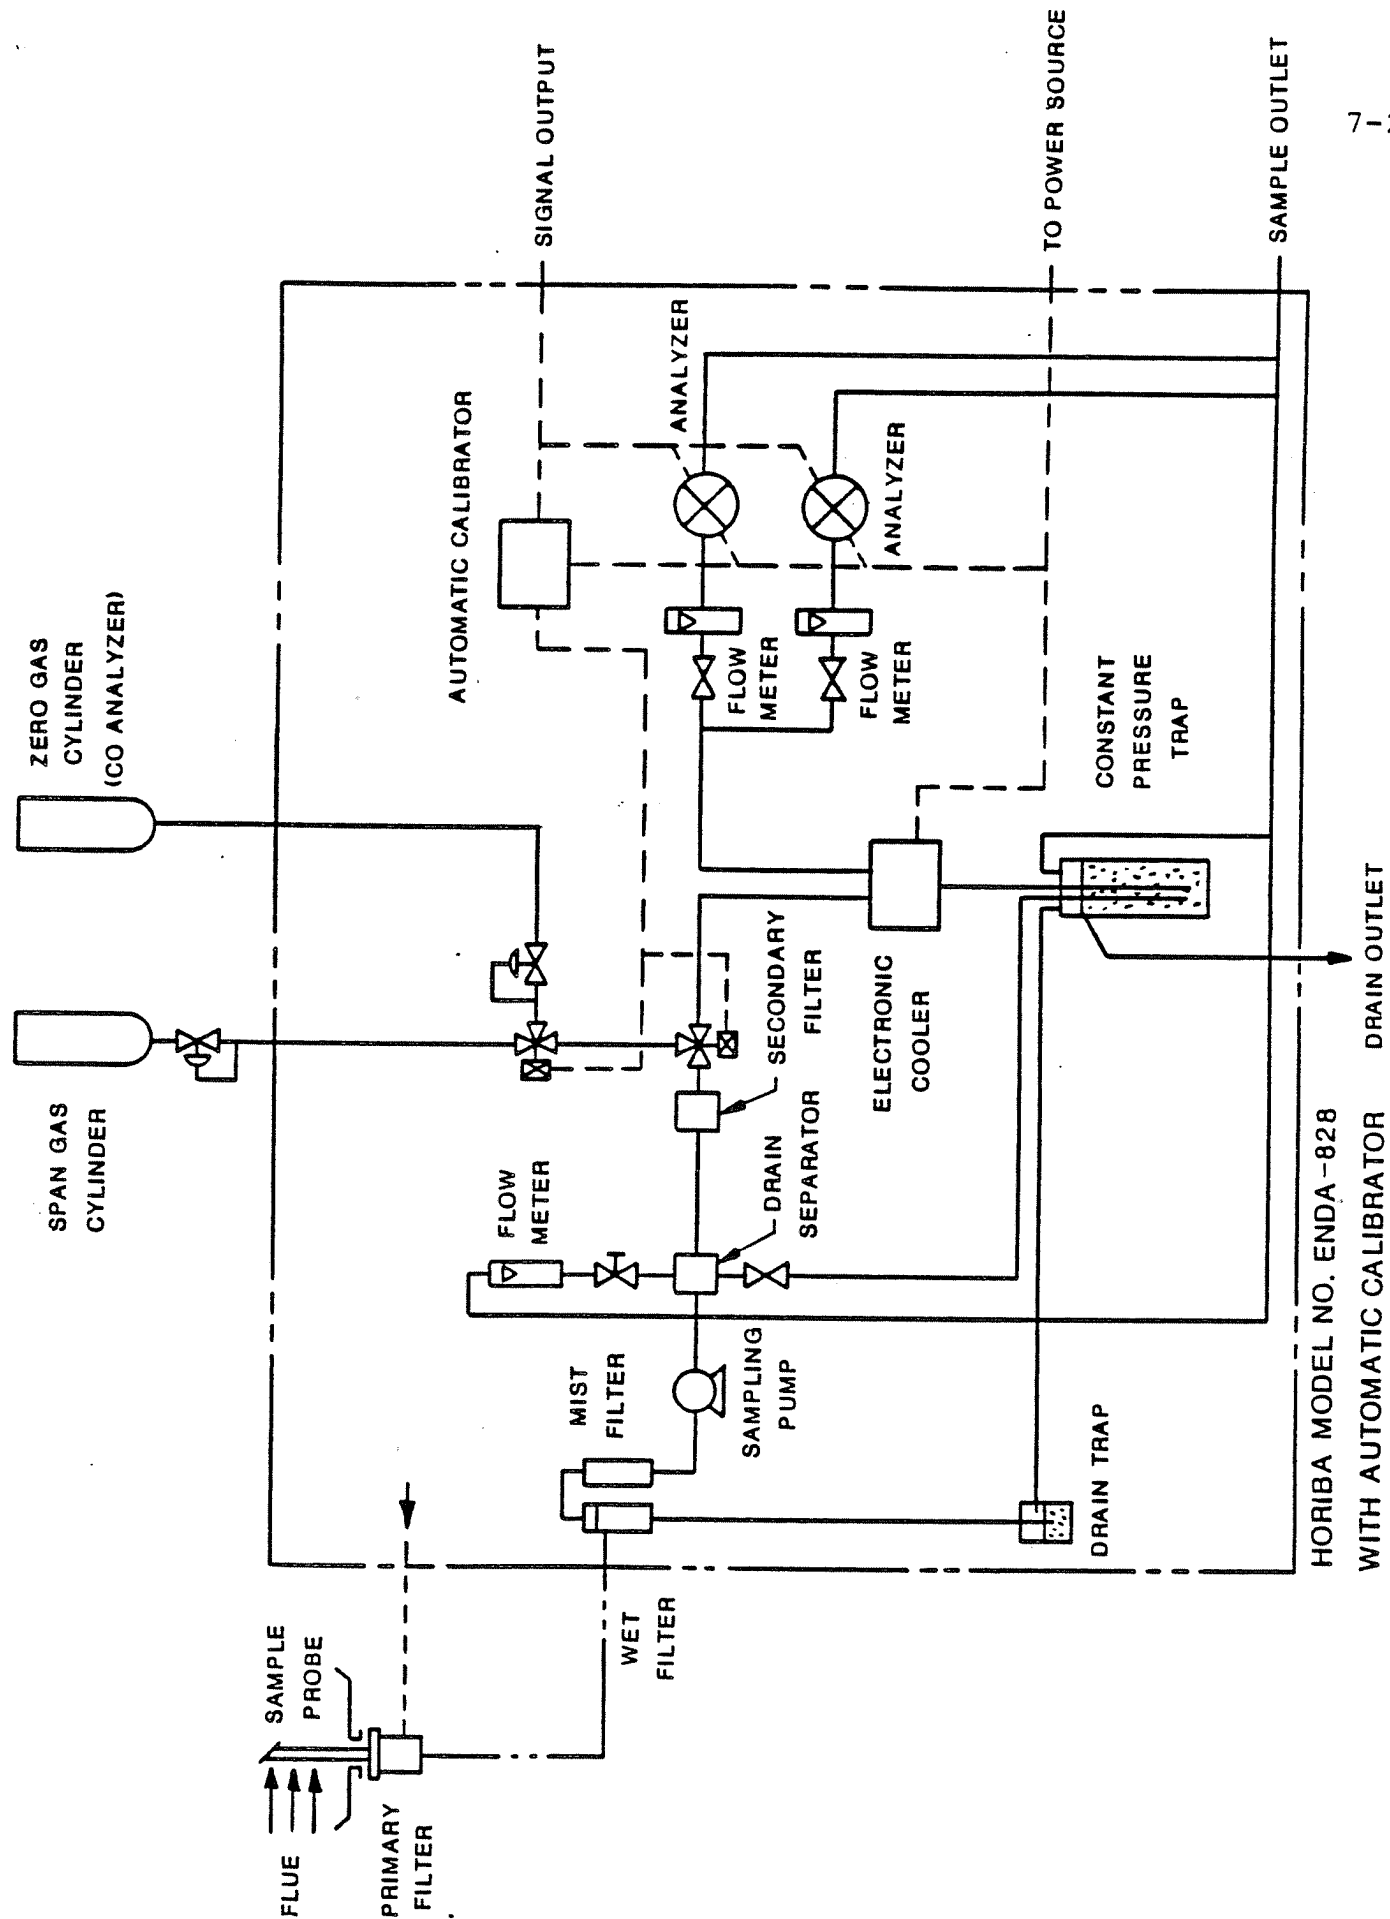 FLUE
SAMPLE
PROBE
PRIMARY
FILTER
WET
FILTER
MIST
FILTER
SAMPLING
PUMP
DRAIN TRAP
FLOW
METER
DRAIN
SEPARATOR
SECONDARY
FILTER
SPAN GAS
CYLINDER
ZERO GAS
CYLINDER
(CO ANALYZER)
AUTOMATIC CALIBRATOR
ELECTRONIC
COOLER
FLOW
METER
FLOW
METER
ANALYZER
ANALYZER
CONSTANT
PRESSURE
TRAP
SIGNAL OUTPUT
TO POWER SOURCE
SAMPLE OUTLET
DRAIN OUTLET
HORIBA MODEL NO. ENDA-828
WITH AUTOMATIC CALIBRATOR